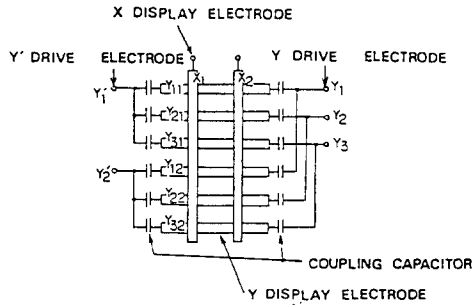 X DISPLAY ELECTRODE
Y' DRIVE ELECTRODE
Y DRIVE ELECTRODE
X1 X2
Y1' Y11 Y1
Y21 Y2
Y31 Y3
Y2' Y12
Y22
Y32
COUPLING CAPACITOR
Y DISPLAY ELECTRODE